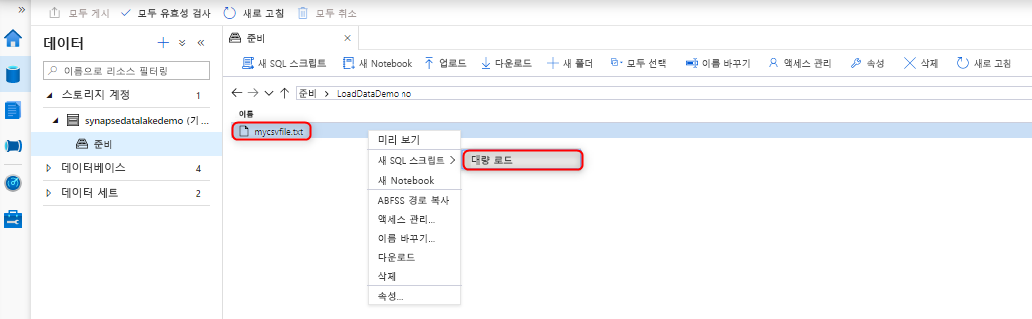 »
모두 게시 모두 유효성 검사 새로 고침 모두 취소
데이터
이름으로 리소스 필터링
스토리지 계정 1
synapsedatalakedemo (기 ...
준비
데이터베이스 4
데이터 세트 2
준비
새 SQL 스크립트 새 Notebook 업로드 다운로드 새 폴더 모두 선택 이름 바꾸기 액세스 관리 속성 삭제 새로 고침
준비 LoadDataDemo no
이름
mycsvfile.txt
미리 보기
새 SQL 스크립트 대량 로드
새 Notebook
ABFSS 경로 복사
액세스 관리...
이름 바꾸기...
다운로드
삭제
속성...